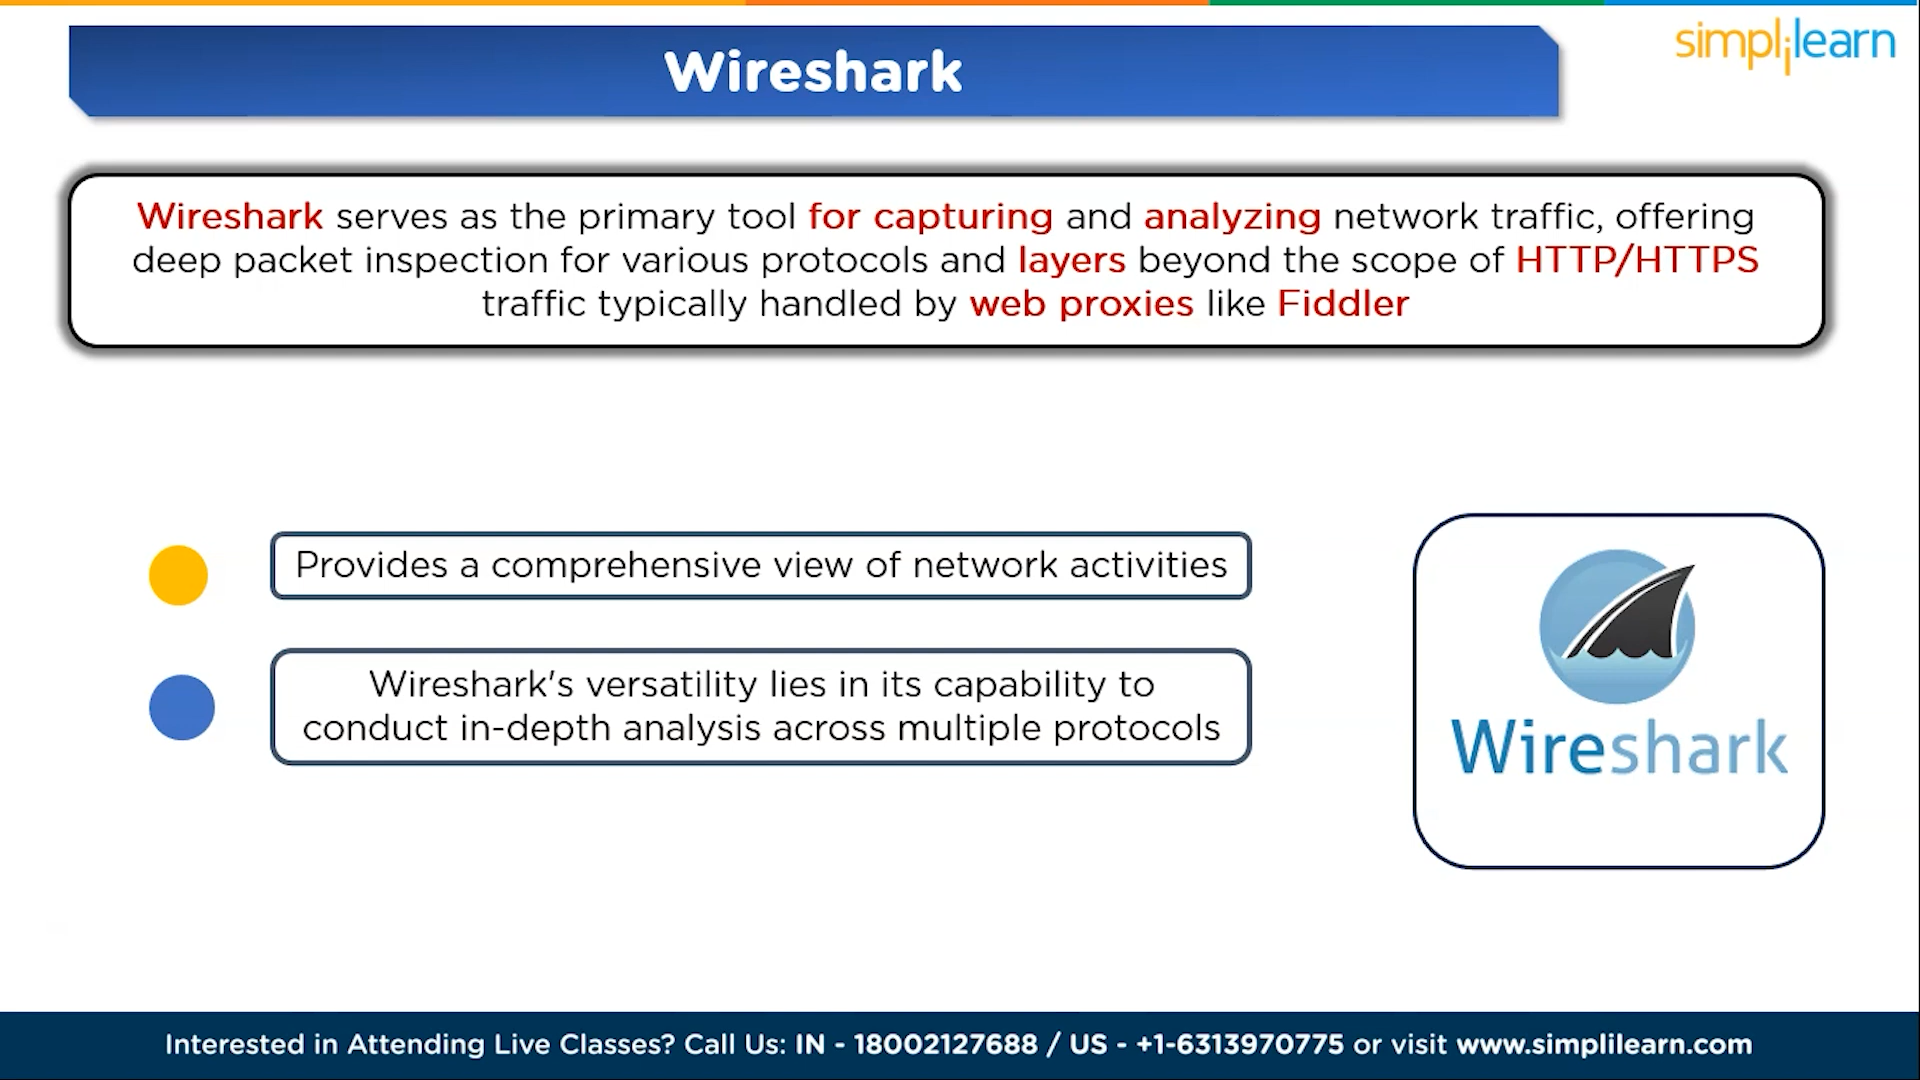 Wireshark
simplilearn
Wireshark serves as the primary tool for capturing and analyzing network traffic, offering
deep packet inspection for various protocols and layers beyond the scope of HTTP/HTTPS
traffic typically handled by web proxies like Fiddler
Provides a comprehensive view of network activities
Wireshark's versatility lies in its capability to
conduct in-depth analysis across multiple protocols
Wireshark
Interested in Attending Live Classes? Call Us: IN - 18002127688 / US - +1-6313970775 or visit www.simplilearn.com